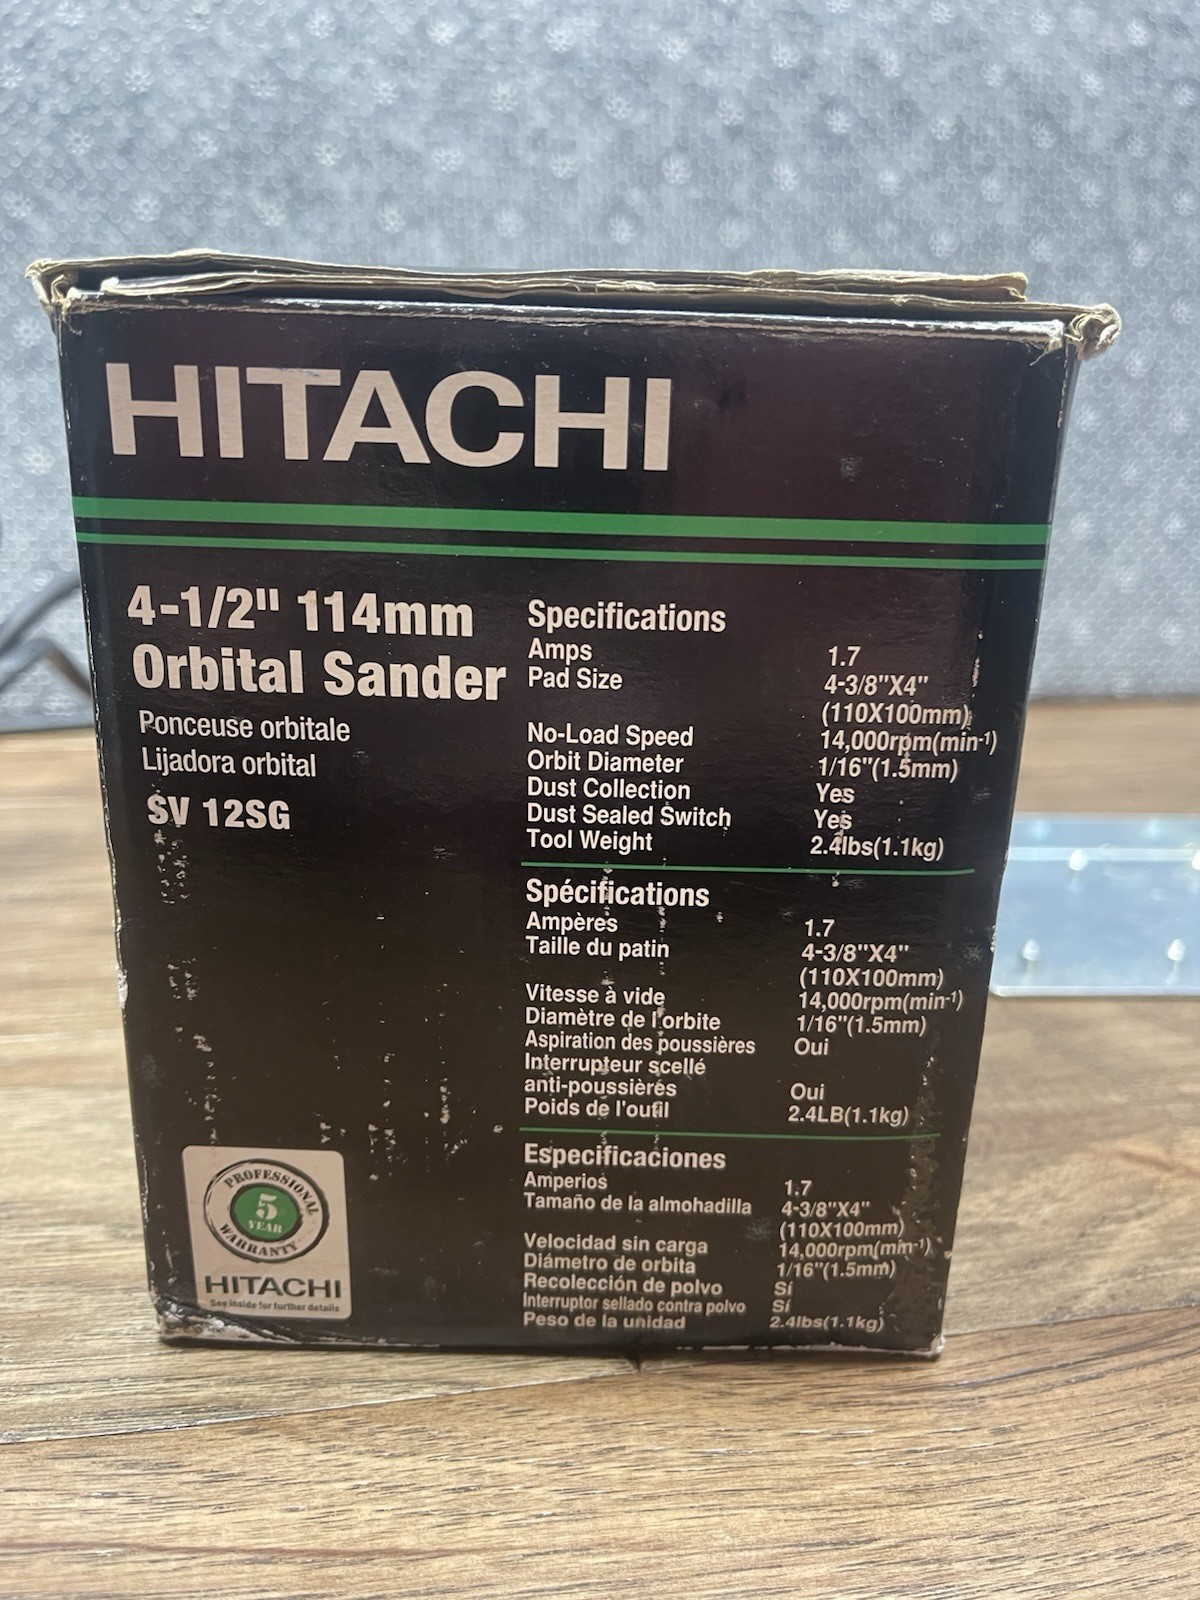 HITACHI
4-1/2" 114mm
Orbital Sander
Ponceuse orbitale
Lijadora orbital
SV 12SG
Specifications
Amps 1.7
Pad Size 4-3/8"X4"
(110X100mm)
No-Load Speed 14,000rpm(min-1)
Orbit Diameter 1/16"(1.5mm)
Dust Collection Yes
Dust Sealed Switch Yes
Tool Weight 2.4lbs(1.1kg)
Spécifications
Ampères 1.7
Taille du patin 4-3/8"X4"
(110X100mm)
Vitesse à vide 14,000rpm(min-1)
Diamètre de l'orbite 1/16"(1.5mm)
Aspiration des poussières Oui
Interrupteur scellé
anti-poussières Oui
Poids de l'outil 2.4LB(1.1kg)
Especificaciones
Amperios 1.7
Tamaño de la almohadilla 4-3/8"X4"
(110X100mm)
Velocidad sin carga 14,000rpm(min-1)
Diámetro de orbita 1/16"(1.5mm)
Recolección de polvo Sí
Interruptor sellado contra polvo Sí
Peso de la unidad 2.4lbs(1.1kg)
PROFESSIONAL
5
YEAR
WARRANTY
HITACHI
See inside for further details